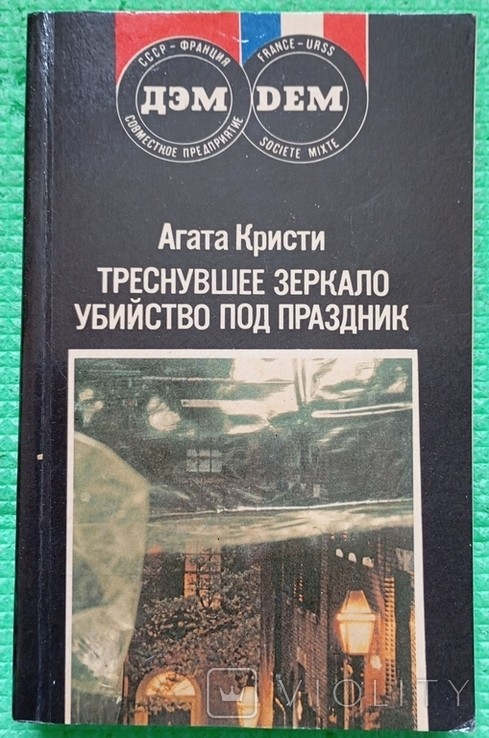 СССР - ФРАНЦИЯ
ДЭМ
СОВМЕСТНОЕ ПРЕДПРИЯТИЕ
FRANCE - URSS
DEM
SOCIETE MIXTE
Агата Кристи
ТРЕСНУВШЕЕ ЗЕРКАЛО
УБИЙСТВО ПОД ПРАЗДНИК
VIOLITY